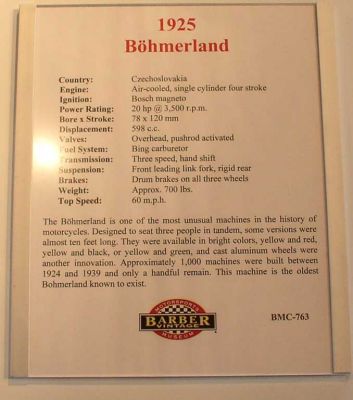 1925
Böhmerland
Country: Czechoslovakia
Engine: Air-cooled, single cylinder four stroke
Ignition: Bosch magneto
Power Rating: 20 hp @ 3,500 r.p.m.
Bore x Stroke: 78 x 120 mm
Displacement: 598 c.c.
Valves: Overhead, pushrod activated
Fuel System: Bing carburetor
Transmission: Three speed, hand shift
Suspension: Front leading link fork, rigid rear
Brakes: Drum brakes on all three wheels
Weight: Approx. 700 lbs.
Top Speed: 60 m.p.h.
The Böhmerland is one of the most unusual machines in the history of
motorcycles. Designed to seat three people in tandem, some versions were
almost ten feet long. They were available in bright colors, yellow and red,
yellow and black, or yellow and green, and cast aluminum wheels were
another innovation. Approximately 1,000 machines were built between
1924 and 1939 and only a handful remain. This machine is the oldest
Bohmerland known to exist.
MOTORSPORTS
BARBER
VINTAGE
MUSEUM
BMC-763